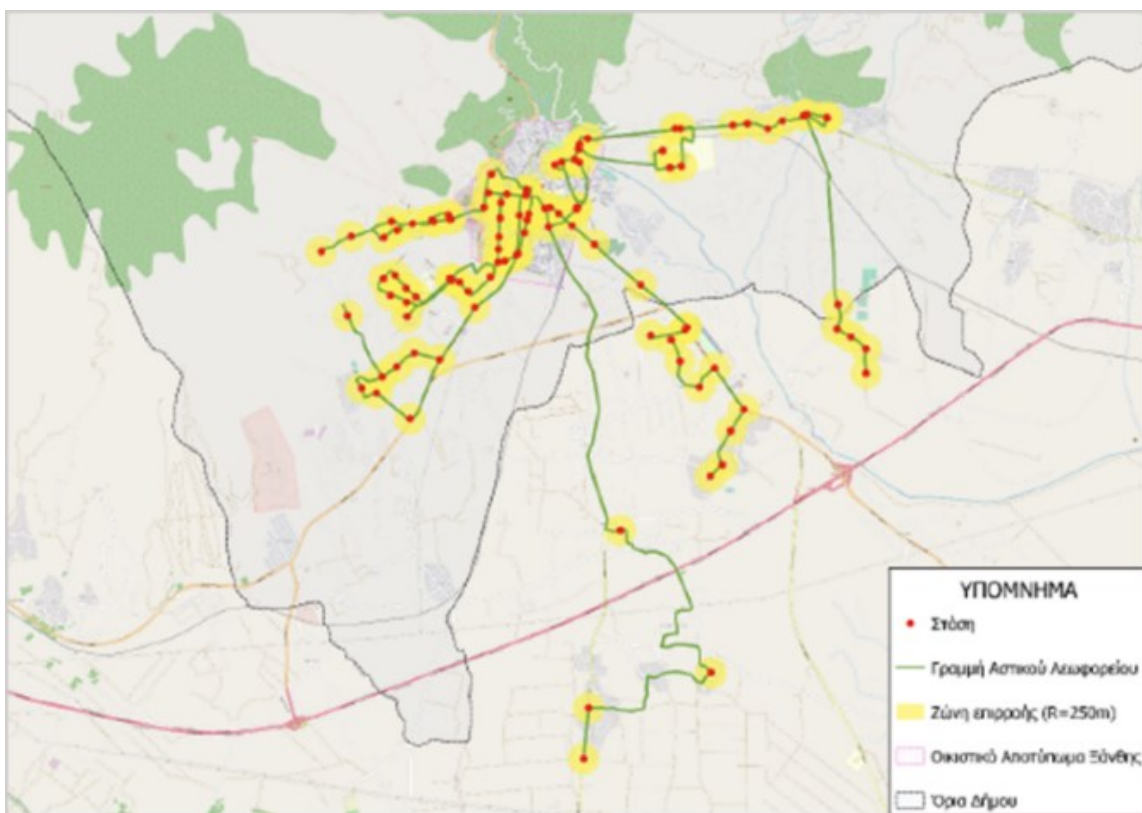 ΥΠΟΜΝΗΜΑ
Στάση
Γραμμή Αστικού Λεωφορείου
Ζώνη επιρροής (R=250m)
Οικιστικό Αποτύπωμα Ξάνθης
Όρια Δήμου